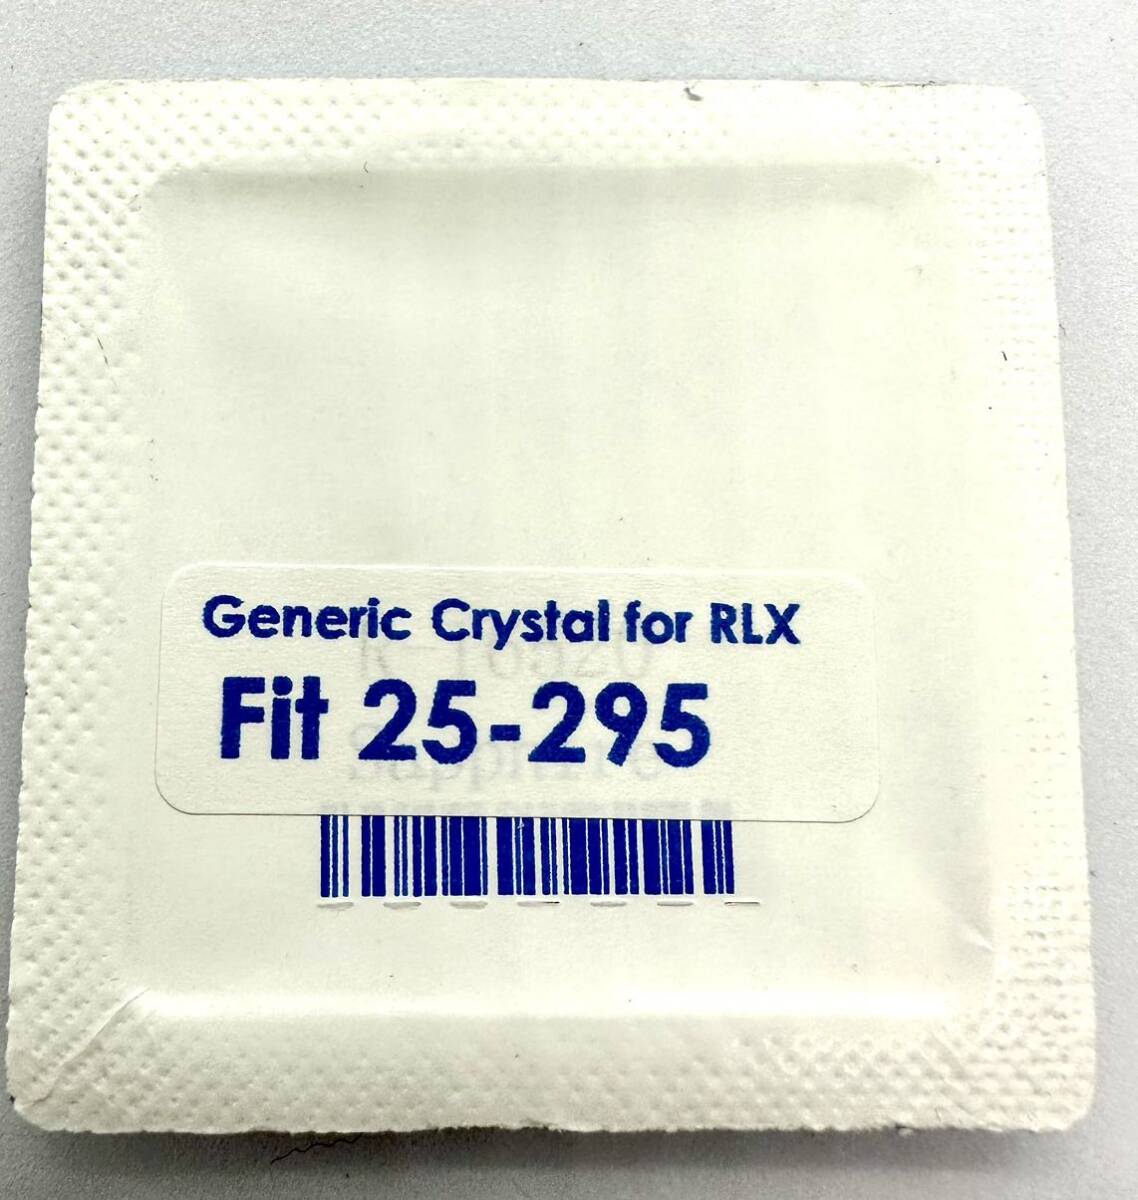 Generic Crystal for RLX
Fit 25-295